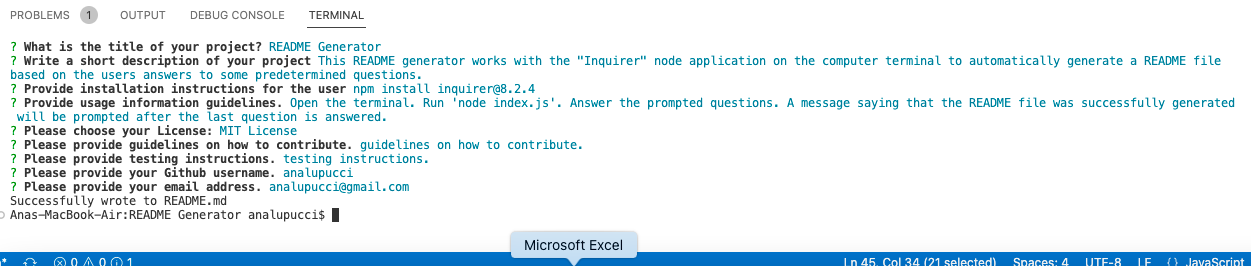 PROBLEMS 1 OUTPUT DEBUG CONSOLE TERMINAL
? What is the title of your project? README Generator
? Write a short description of your project This README generator works with the "Inquirer" node application on the computer terminal to automatically generate a README file
based on the users answers to some predetermined questions.
? Provide installation instructions for the user npm install inquirer@8.2.4
? Provide usage information guidelines. Open the terminal. Run 'node index.js'. Answer the prompted questions. A message saying that the README file was successfully generated
will be prompted after the last question is answered.
? Please choose your License: MIT License
? Please provide guidelines on how to contribute. guidelines on how to contribute.
? Please provide testing instructions. testing instructions.
? Please provide your Github username. analupucci
? Please provide your email address. analupucci@gmail.com
Successfully wrote to README.md
Anas-MacBook-Air:README Generator analupucci$
Microsoft Excel
0 0 1 Ln 45, Col 34 (21 selected) Spaces: 4 UTF-8 LF {} JavaScript